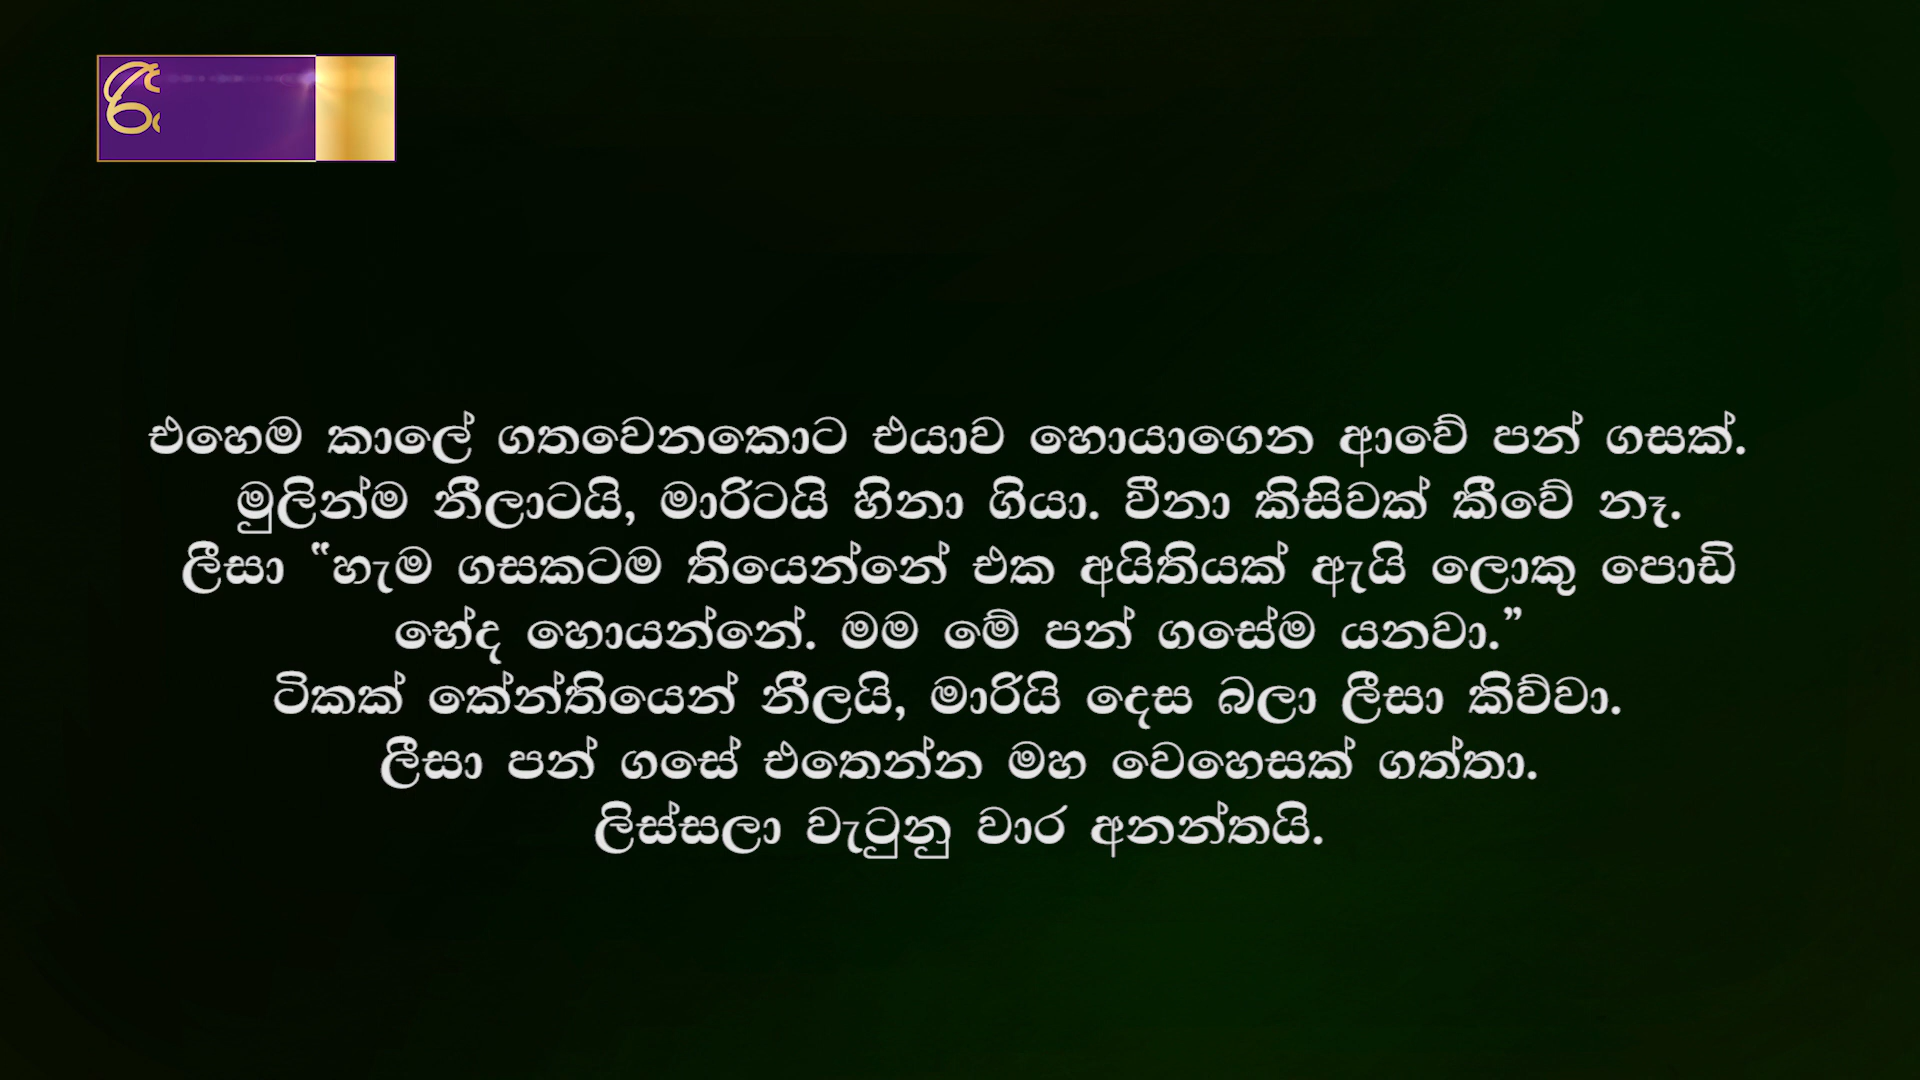 එහෙම කාලේ ගතවෙනකොට එයාව හොයාගෙන ආවේ පන් ගසක්.
මුලින්ම නීලාටයි, මාරිටයි හිනා ගියා. වීනා කිසිවක් කීවේ නෑ.
ලීසා “හැම ගසකටම තියෙන්නේ එක අයිතියක් ඇයි ලොකු පොඩි
භේද හොයන්නේ. මම මේ පන් ගසේම යනවා.”
ටිකක් කේන්තියෙන් නීලයි, මාරියි දෙස බලා ලීසා කිව්වා.
ලීසා පන් ගසේ එතෙන්න මහ වෙහෙසක් ගත්තා.
ලිස්සලා වැටුනු වාර අනන්තයි.